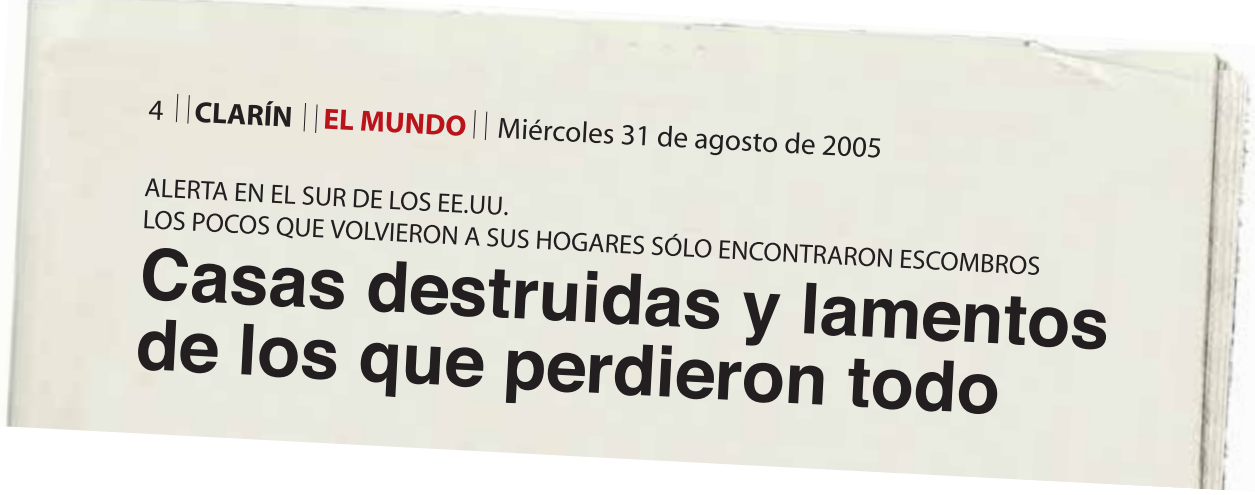 4 || CLARÍN || EL MUNDO || Miércoles 31 de agosto de 2005
ALERTA EN EL SUR DE LOS EE.UU.
LOS POCOS QUE VOLVIERON A SUS HOGARES SÓLO ENCONTRARON ESCOMBROS
Casas destruidas y lamentos
de los que perdieron todo